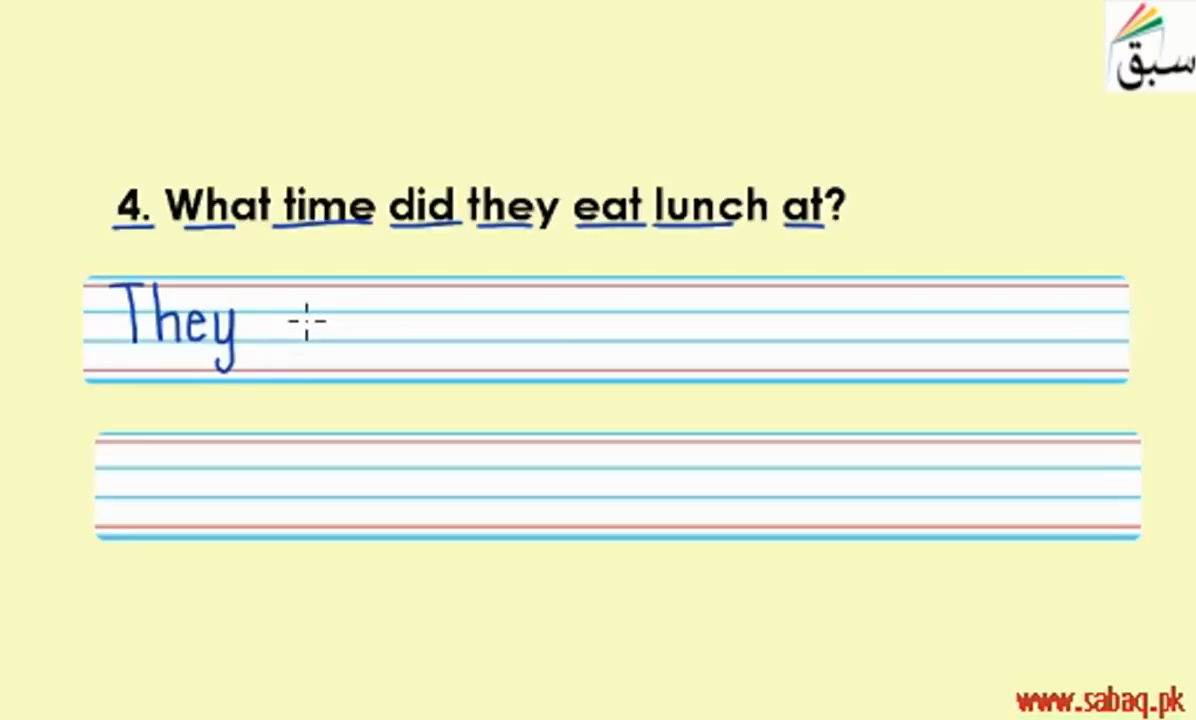 سبق
4. What time did they eat lunch at?
They
www.sabaq.pk